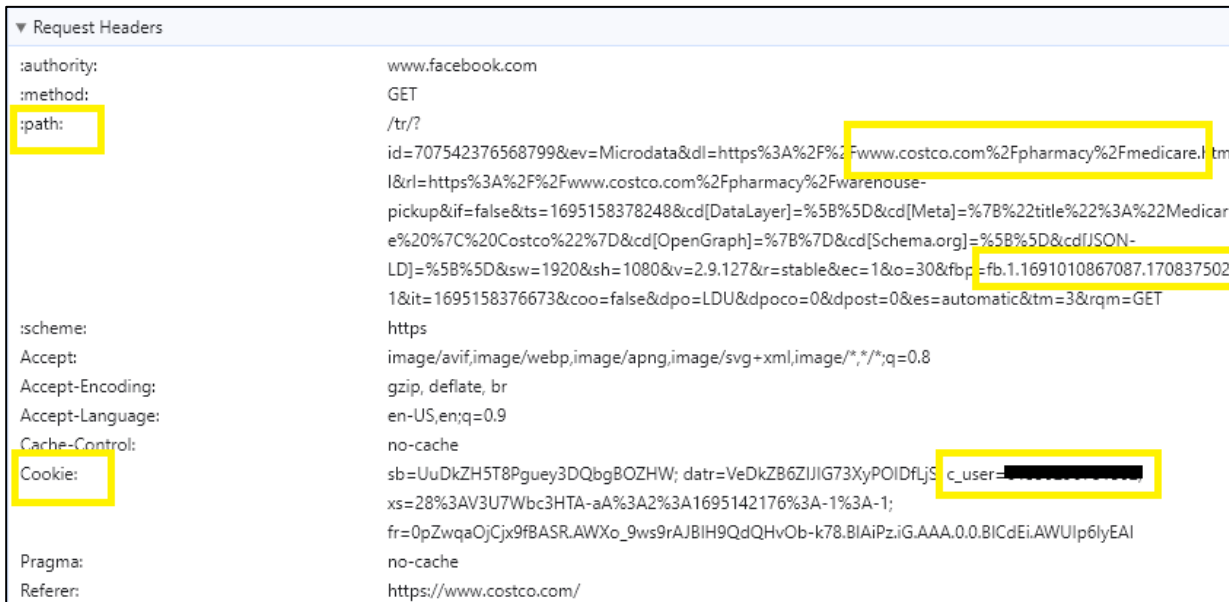 ▼ Request Headers
:authority: www.facebook.com
:method: GET
:path: /tr/?
id=707542376568799&ev=Microdata&dl=https%3A%2F%2Fwww.costco.com%2Fpharmacy%2Fmedicare.htm
l&rl=https%3A%2F%2Fwww.costco.com%2Fpharmacy%2Fwarehouse-
pickup&if=false&ts=1695158378248&cd[DataLayer]=%5B%5D&cd[Meta]=%7B%22title%22%3A%22Medicar
e%20%7C%20Costco%22%7D&cd[OpenGraph]=%7B%7D&cd[Schema.org]=%5B%5D&cd[JSON-
LD]=%5B%5D&sw=1920&sh=1080&v=2.9.127&r=stable&ec=1&o=30&fbp=fb.1.1691010867087.170837502
1&it=1695158376673&coo=false&dpo=LDU&dpoco=0&dpost=0&es=automatic&tm=3&rqm=GET
:scheme: https
Accept: image/avif,image/webp,image/apng,image/svg+xml,image/*,*/*;q=0.8
Accept-Encoding: gzip, deflate, br
Accept-Language: en-US,en;q=0.9
Cache-Control: no-cache
Cookie: sb=UuDkZH5T8Pguey3DQbgBOZHW; datr=VeDkZB6ZIJIG73XyPOIDfLjS c_user=
xs=28%3AV3U7Wbc3HTA-aA%3A2%3A1695142176%3A-1%3A-1;
fr=0pZwqaOjCjx9fBASR.AWXo_9ws9rAJBIH9QdQHvOb-k78.BlAiPz.iG.AAA.0.0.BlCdEi.AWUIp6lyEAI
Pragma: no-cache
Referer: https://www.costco.com/